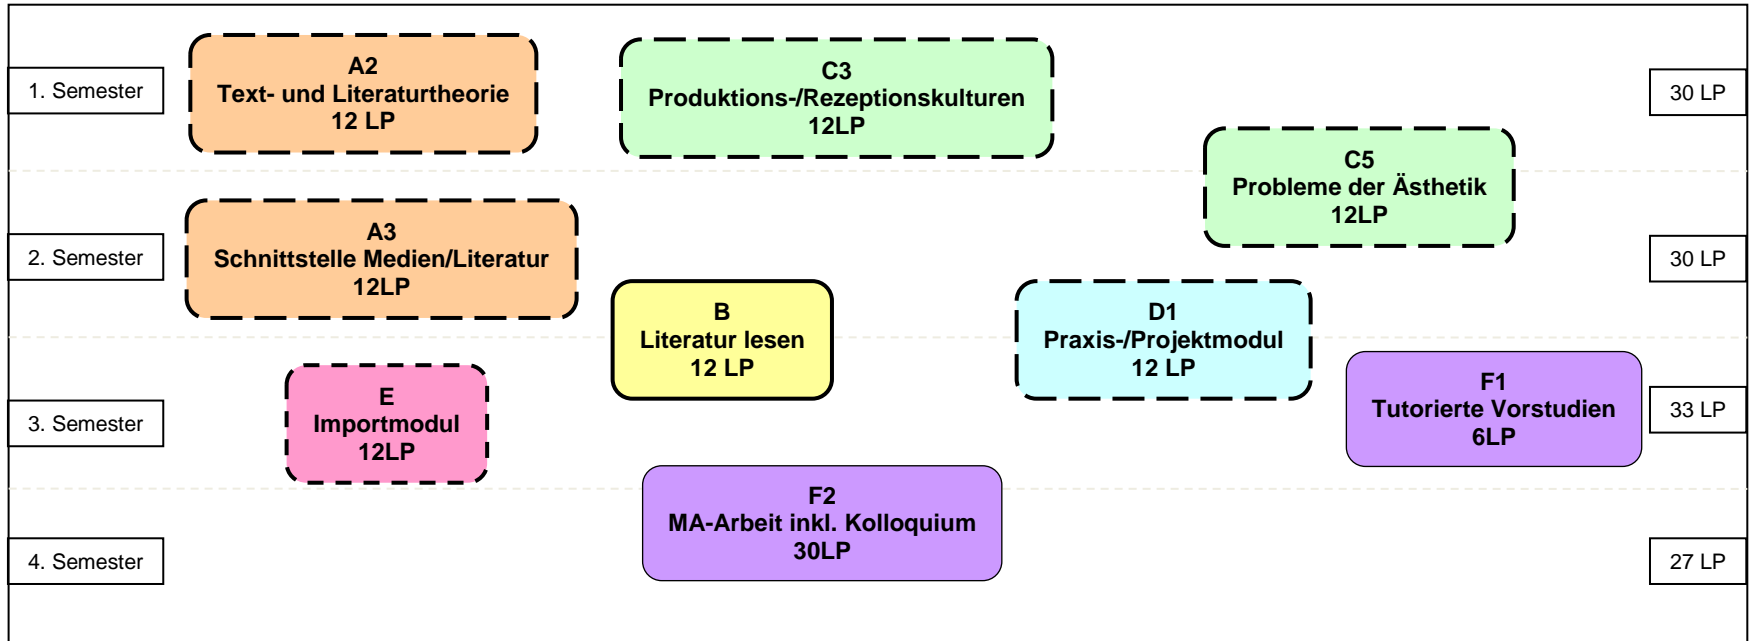 1. Semester
A2
Text- und Literaturtheorie
12 LP
C3
Produktions-/Rezeptionskulturen
12LP
30 LP
C5
Probleme der Ästhetik
12LP
2. Semester
A3
Schnittstelle Medien/Literatur
12LP
30 LP
B
Literatur lesen
12 LP
D1
Praxis-/Projektmodul
12 LP
3. Semester
E
Importmodul
12LP
F1
Tutorierte Vorstudien
6LP
33 LP
F2
MA-Arbeit inkl. Kolloquium
30LP
4. Semester
27 LP